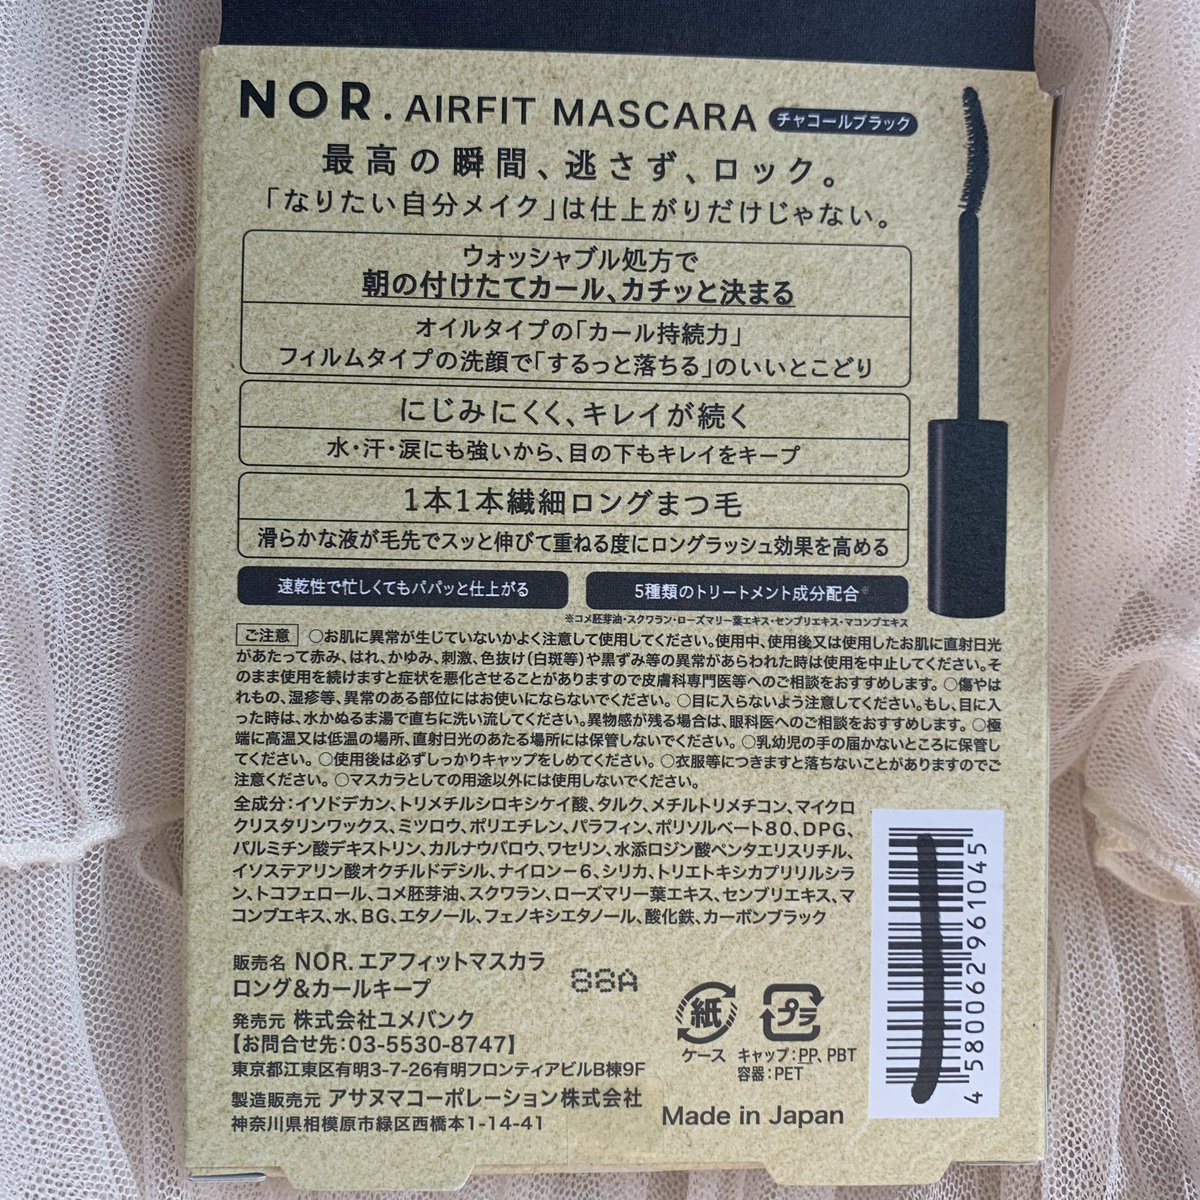 NOR. AIRFIT MASCARA チャコールブラック
最高の瞬間、逃さず、ロック。
「なりたい自分メイク」は仕上がりだけじゃない。
ウォッシャブル処方で
朝の付けたてカール、カチッと決まる
オイルタイプの「カール持続力」
フィルムタイプの洗顔で「するっと落ちる」のいいとこどり
にじみにくく、キレイが続く
水・汗・涙にも強いから、目の下もキレイをキープ
1本1本繊細ロングまつ毛
滑らかな液が毛先でスッと伸びて重ねる度にロングラッシュ効果を高める
速乾性で忙しくてもパパッと仕上がる
5種類のトリートメント成分配合※
※コメ胚芽油・スクワラン・ローズマリー葉エキス・センブリエキス・マコンブエキス
ご注意 ○お肌に異常が生じていないかよく注意して使用してください。使用中、使用後又は使用したお肌に直射日光
があたって赤み、はれ、かゆみ、刺激、色抜け(白斑等)や黒ずみ等の異常があらわれた時は使用を中止してください。そ
のまま使用を続けますと症状を悪化させることがありますので皮膚科専門医等へのご相談をおすすめします。○傷やは
れもの、湿疹等、異常のある部位にはお使いにならないでください。○目に入らないよう注意してください。もし、目に入
った時は、水かぬるま湯で直ちに洗い流してください。異物感が残る場合は、眼科医へのご相談をおすすめします。○極
端に高温又は低温の場所、直射日光のあたる場所には保管しないでください。○乳幼児の手の届かないところに保管し
てください。○使用後は必ずしっかりキャップをしめてください。○衣服等につきますと落ちないことがありますのでご
注意ください。○マスカラとしての用途以外には使用しないでください。
全成分:イソドデカン、トリメチルシロキシケイ酸、タルク、メチルトリメチコン、マイクロ
クリスタリンワックス、ミツロウ、ポリエチレン、パラフィン、ポリソルベート80、DPG、
パルミチン酸デキストリン、カルナウバロウ、ワセリン、水添ロジン酸ペンタエリスリチル、
イソステアリン酸オクチルドデシル、ナイロン-6、シリカ、トリエトキシカプリリルシラ
ン、トコフェロール、コメ胚芽油、スクワラン、ローズマリー葉エキス、センブリエキス、マ
コンブエキス、水、BG、エタノール、フェノキシエタノール、酸化鉄、カーボンブラック
販売名 NOR.エアフィットマスカラ
ロング&カールキープ
88A
発売元 株式会社ユメバンク
【お問合せ先:03-5530-8747】
東京都江東区有明3-7-26有明フロンティアビルB棟9F
製造販売元 アサヌマコーポレーション株式会社
神奈川県相模原市緑区西橋本1-14-41
紙
ケース
プラ
キャップ:PP、PBT
容器:PET
Made in Japan
4580062961045